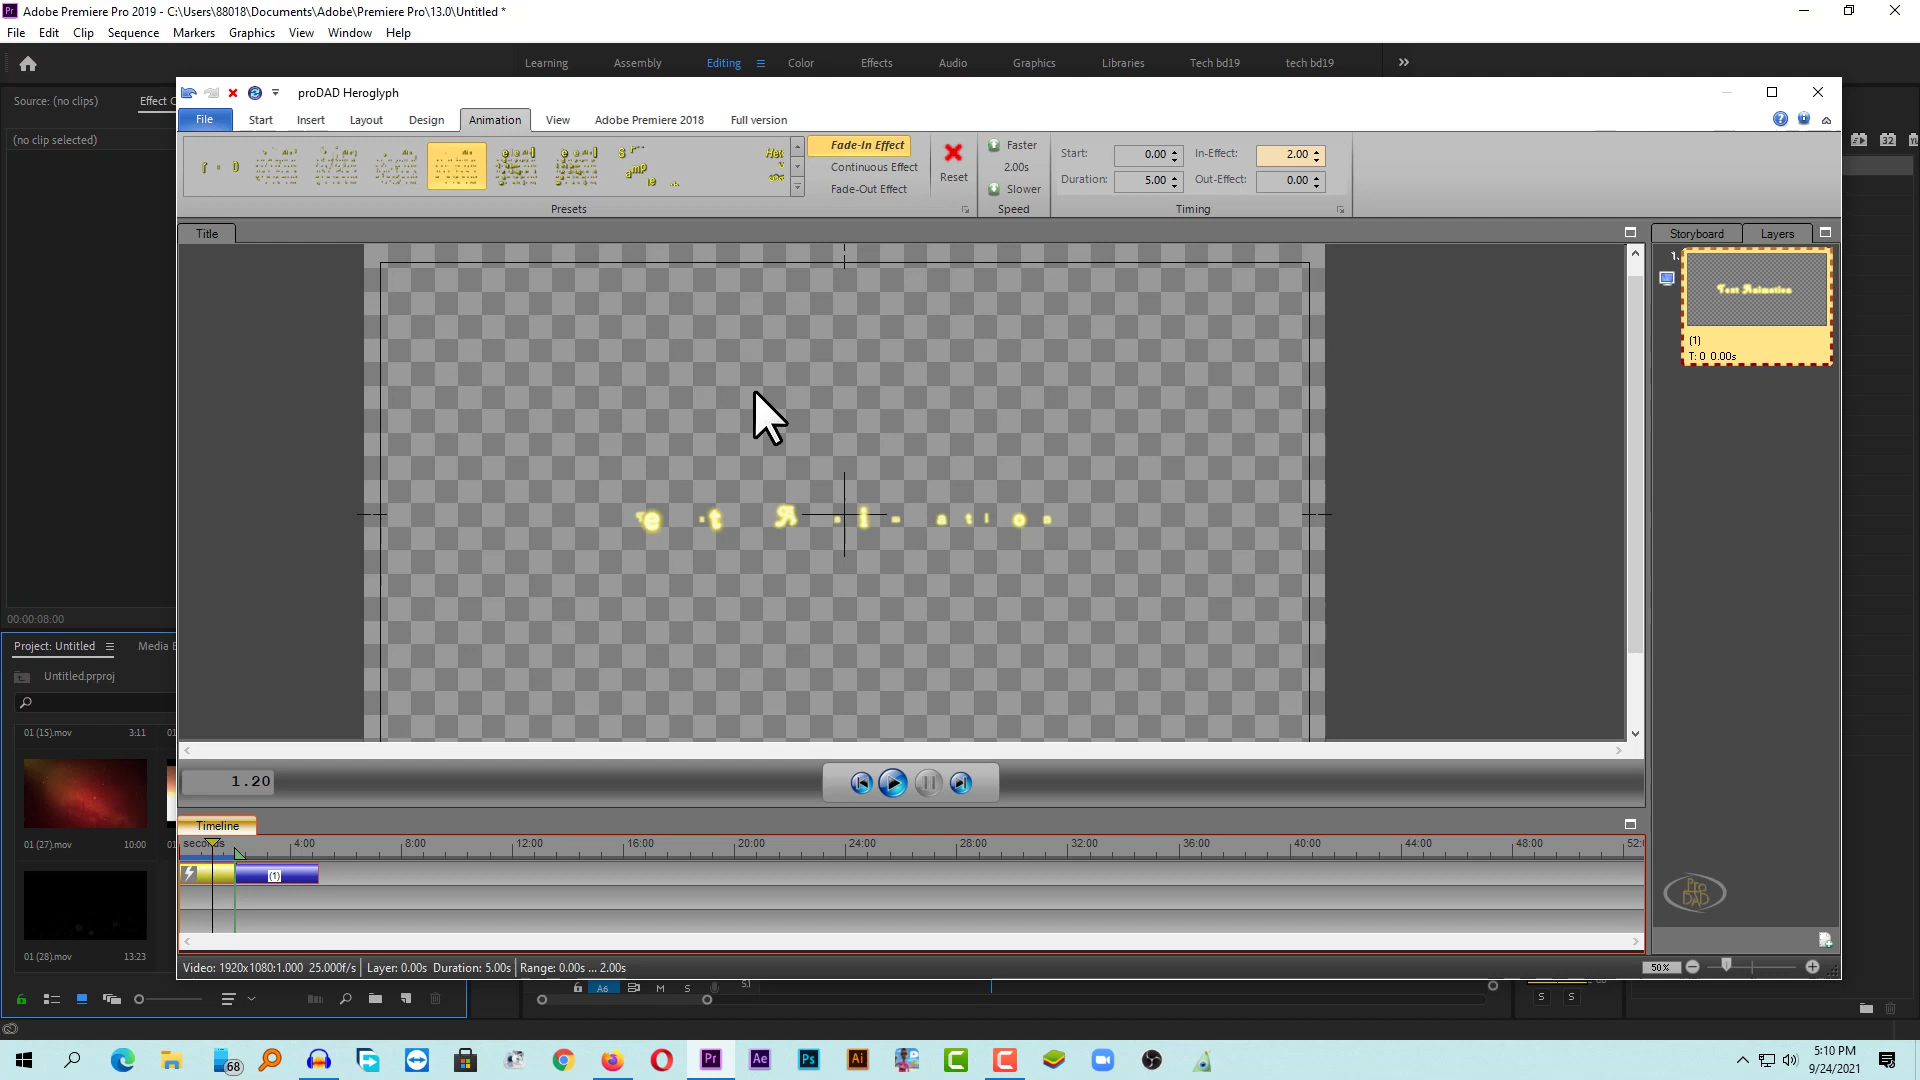 Adobe Premiere Pro 2019 - C:\Users\88018\Documents\Adobe\Premiere Pro\13.0\Untitled *
File Edit Clip Sequence Markers Graphics View Window Help
Learning Assembly Editing Color Effects Audio Graphics Libraries Tech bd19 tech bd19
Source: (no clips) Effect C
(no clip selected)
proDAD Heroglyph
File Start Insert Layout Design Animation View Adobe Premiere 2018 Full version
Fade-In Effect
Continuous Effect
Fade-Out Effect
Reset
Faster
2.00s
Slower
Start: 0.00 In-Effect: 2.00
Duration: 5.00 Out-Effect: 0.00
Presets Speed Timing
Title
Storyboard Layers
1.
Text Animation
(1)
T: 0 0.00s
e t A i a t i o n
00:00:08:00
Project: Untitled Media E
Untitled.prproj
01 (15).mov 3:11
01 (27).mov 10:00
01 (28).mov 13:23
1.20
Timeline
seconds 4:00 8:00 12:00 16:00 20:00 24:00 28:00 32:00 36:00 40:00 44:00 48:00 52:0
(1)
Pro DAD
Video: 1920x1080:1.000 25.000f/s Layer: 0.00s Duration: 5.00s Range: 0.00s ... 2.00s
50%
A6 M S
S S
68
5:10 PM
9/24/2021